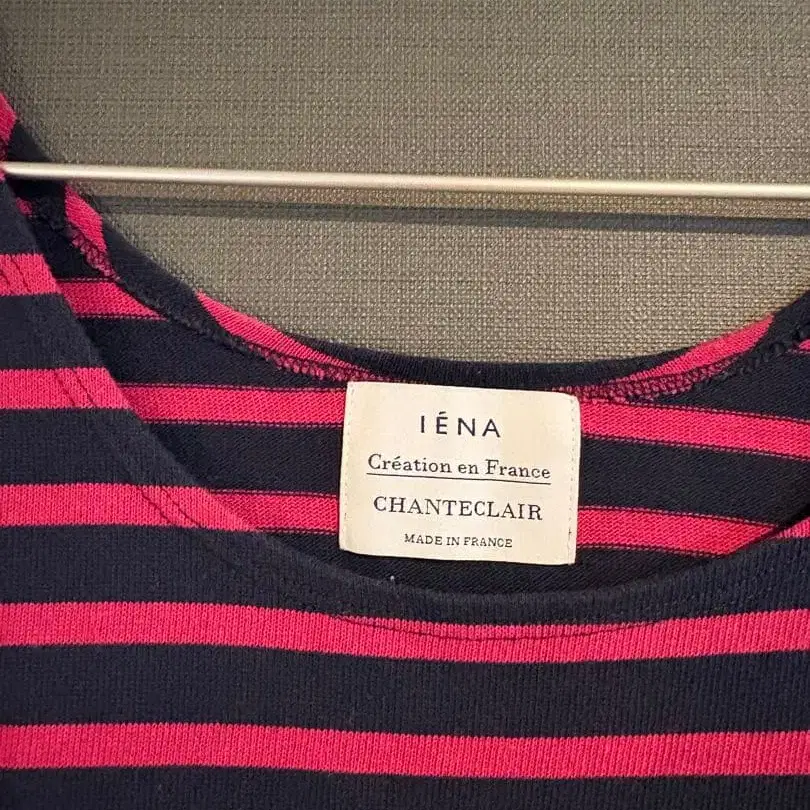 IÉNA
Création en France
CHANTECLAIR
MADE IN FRANCE